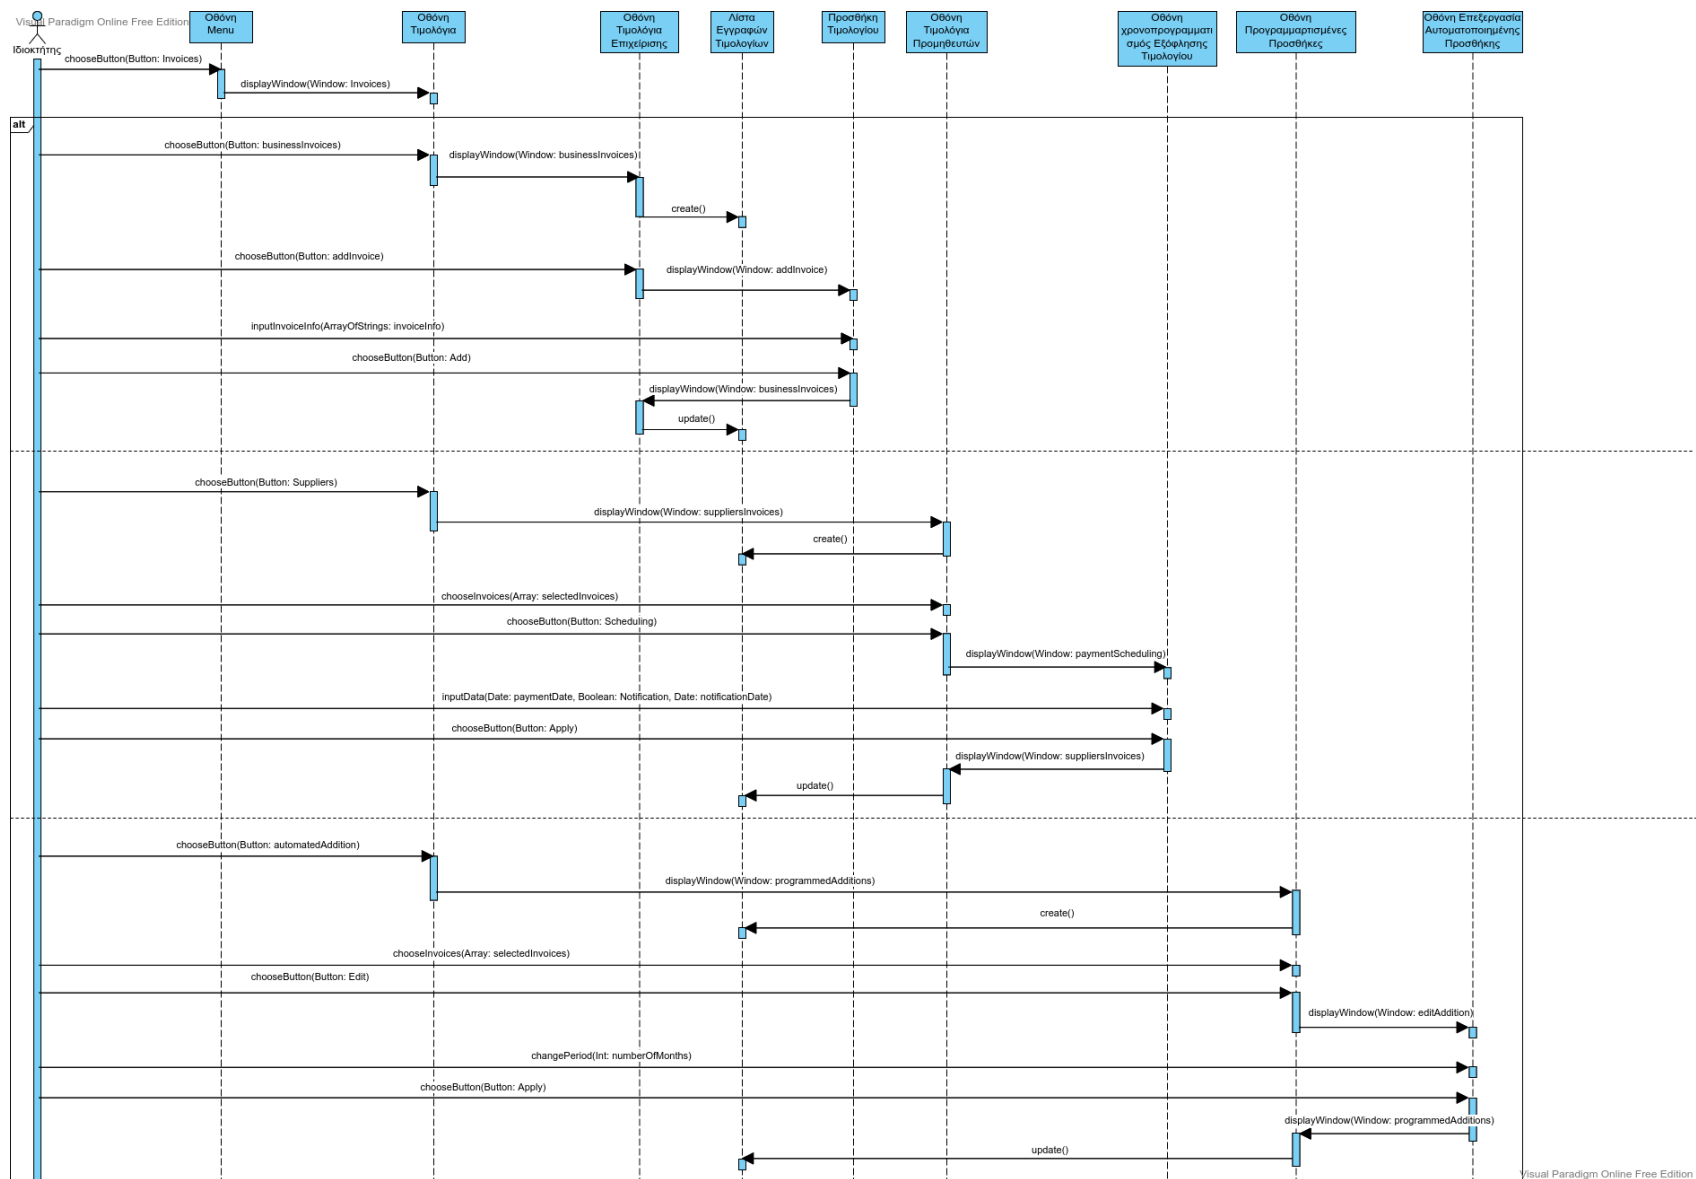 Visual Paradigm Online Free Edition
Ιδιοκτήτης
Οθόνη
Menu
Οθόνη
Τιμολόγια
Οθόνη
Τιμολόγια
Επιχείρισης
Λίστα
Εγγραφών
Τιμολογίων
Προσθήκη
Τιμολογίου
Οθόνη
Τιμολόγια
Προμηθευτών
Οθόνη
χρονοπρογραμματι
σμός Εξόφλησης
Τιμολογίου
Οθόνη
Προγραμμαρτισμένες
Προσθήκες
Οθόνη Επεξεργασία
Αυτοματοποιημένης
Προσθήκης
chooseButton(Button: Invoices)
displayWindow(Window: Invoices)
alt
chooseButton(Button: businessInvoices)
displayWindow(Window: businessInvoices)
create()
chooseButton(Button: addInvoice)
displayWindow(Window: addInvoice)
inputInvoiceInfo(ArrayOfStrings: invoiceInfo)
chooseButton(Button: Add)
displayWindow(Window: businessInvoices)
update()
chooseButton(Button: Suppliers)
displayWindow(Window: suppliersInvoices)
create()
chooseInvoices(Array: selectedInvoices)
chooseButton(Button: Scheduling)
displayWindow(Window: paymentScheduling)
inputData(Date: paymentDate, Boolean: Notification, Date: notificationDate)
chooseButton(Button: Apply)
displayWindow(Window: suppliersInvoices)
update()
chooseButton(Button: automatedAddition)
displayWindow(Window: programmedAdditions)
create()
chooseInvoices(Array: selectedInvoices)
chooseButton(Button: Edit)
displayWindow(Window: editAddition)
changePeriod(Int: numberOfMonths)
chooseButton(Button: Apply)
displayWindow(Window: programmedAdditions)
update()
Visual Paradigm Online Free Edition